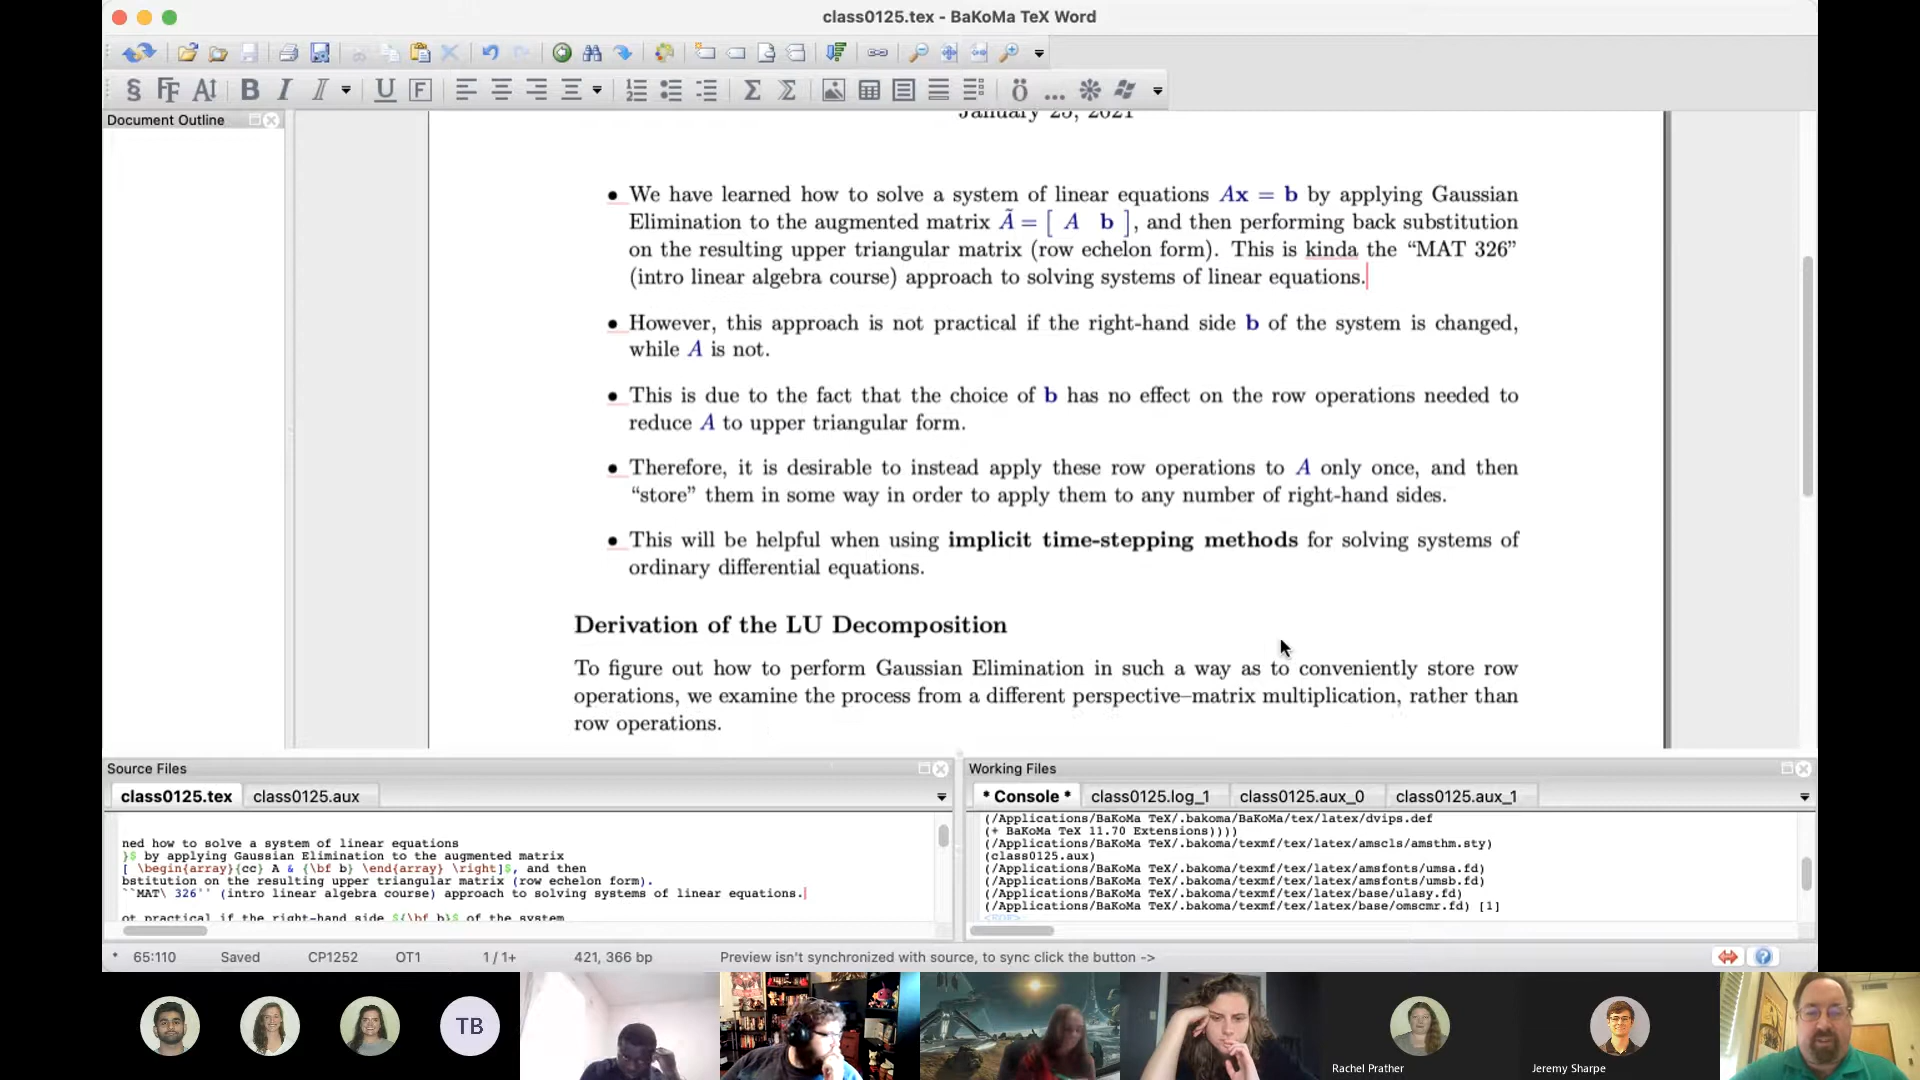 class0125.tex - BaKoMa TeX Word
Document Outline
January 25, 2021
• We have learned how to solve a system of linear equations Ax = b by applying Gaussian
Elimination to the augmented matrix Ã = [ A b ], and then performing back substitution
on the resulting upper triangular matrix (row echelon form). This is kinda the “MAT 326”
(intro linear algebra course) approach to solving systems of linear equations.
• However, this approach is not practical if the right-hand side b of the system is changed,
while A is not.
• This is due to the fact that the choice of b has no effect on the row operations needed to
reduce A to upper triangular form.
• Therefore, it is desirable to instead apply these row operations to A only once, and then
“store” them in some way in order to apply them to any number of right-hand sides.
• This will be helpful when using implicit time-stepping methods for solving systems of
ordinary differential equations.
Derivation of the LU Decomposition
To figure out how to perform Gaussian Elimination in such a way as to conveniently store row
operations, we examine the process from a different perspective–matrix multiplication, rather than
row operations.
Source Files
class0125.tex class0125.aux
ned how to solve a system of linear equations
}$ by applying Gaussian Elimination to the augmented matrix
[ \begin{array}{cc} A & {\bf b} \end{array} \right]$, and then
bstitution on the resulting upper triangular matrix (row echelon form).
``MAT\ 326'' (intro linear algebra course) approach to solving systems of linear equations.
ot practical if the right-hand side ${\bf b}$ of the system
Working Files
* Console * class0125.log_1 class0125.aux_0 class0125.aux_1
(/Applications/BaKoMa TeX/.bakoma/BaKoMa/tex/latex/dvips.def
(+ BaKoMa TeX 11.70 Extensions))))
(/Applications/BaKoMa TeX/.bakoma/texmf/tex/latex/amscls/amsthm.sty)
(class0125.aux)
(/Applications/BaKoMa TeX/.bakoma/texmf/tex/latex/amsfonts/umsa.fd)
(/Applications/BaKoMa TeX/.bakoma/texmf/tex/latex/amsfonts/umsb.fd)
(/Applications/BaKoMa TeX/.bakoma/texmf/tex/latex/base/ulasy.fd)
(/Applications/BaKoMa TeX/.bakoma/texmf/tex/latex/base/omscmr.fd) [1]
* 65:110 Saved CP1252 OT1 1/1+ 421, 366 bp Preview isn't synchronized with source, to sync click the button ->
TB
Rachel Prather
Jeremy Sharpe